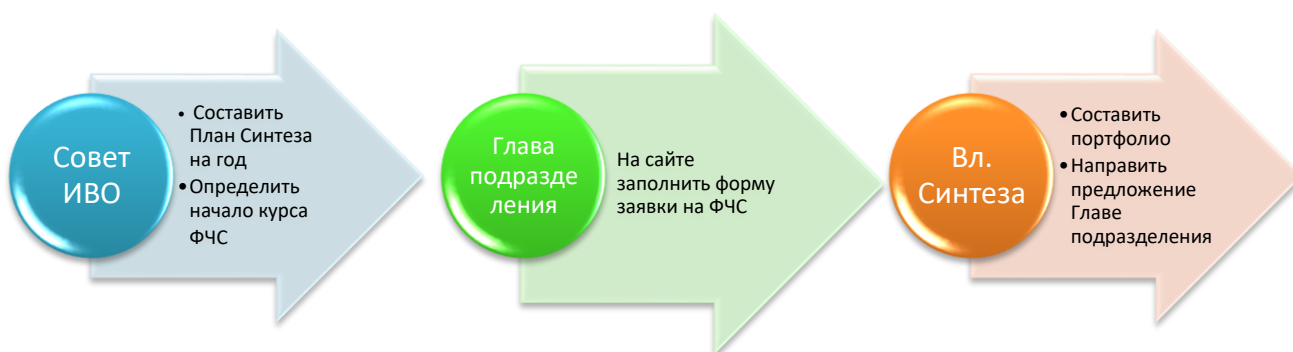 Совет
ИВО
• Составить
План Синтеза
на год
•Определить
начало курса
ФЧС
Глава
подразде
ления
На сайте
заполнить форму
заявки на ФЧС
Вл.
Синтеза
•Составить
портфолио
•Направить
предложение
Главе
подразделения